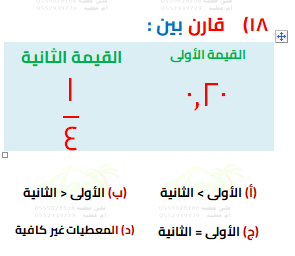 ١٨) قارن بين :
القيمة الأولى القيمة الثانية
٠,٢٠
١
٤
(أ) الأولى > الثانية (ب) الأولى < الثانية
(ج) الأولى = الثانية (د) المعطيات غير كافية